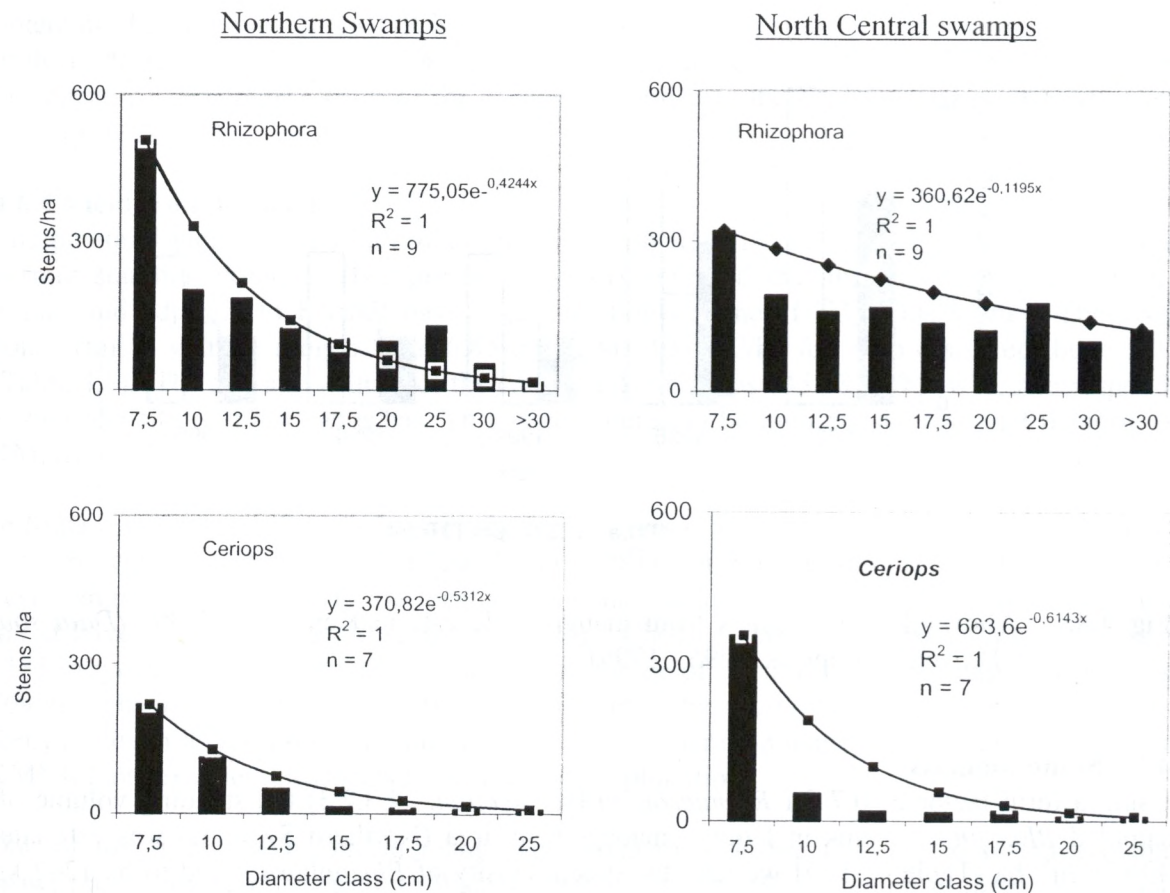 Northern Swamps
North Central swamps
600
300
0
Stems/ha
Rhizophora
y = 775,05e-0,4244x
R2 = 1
n = 9
7,5 10 12,5 15 17,5 20 25 30 >30
600
300
0
Rhizophora
y = 360,62e-0,1195x
R2 = 1
n = 9
7,5 10 12,5 15 17,5 20 25 30 >30
600
300
0
Stems /ha
Ceriops
y = 370,82e-0,5312x
R2 = 1
n = 7
7,5 10 12,5 15 17,5 20 25
Diameter class (cm)
600
300
0
Ceriops
y = 663,6e-0,6143x
R2 = 1
n = 7
7,5 10 12,5 15 17,5 20 25
Diameter class (cm)